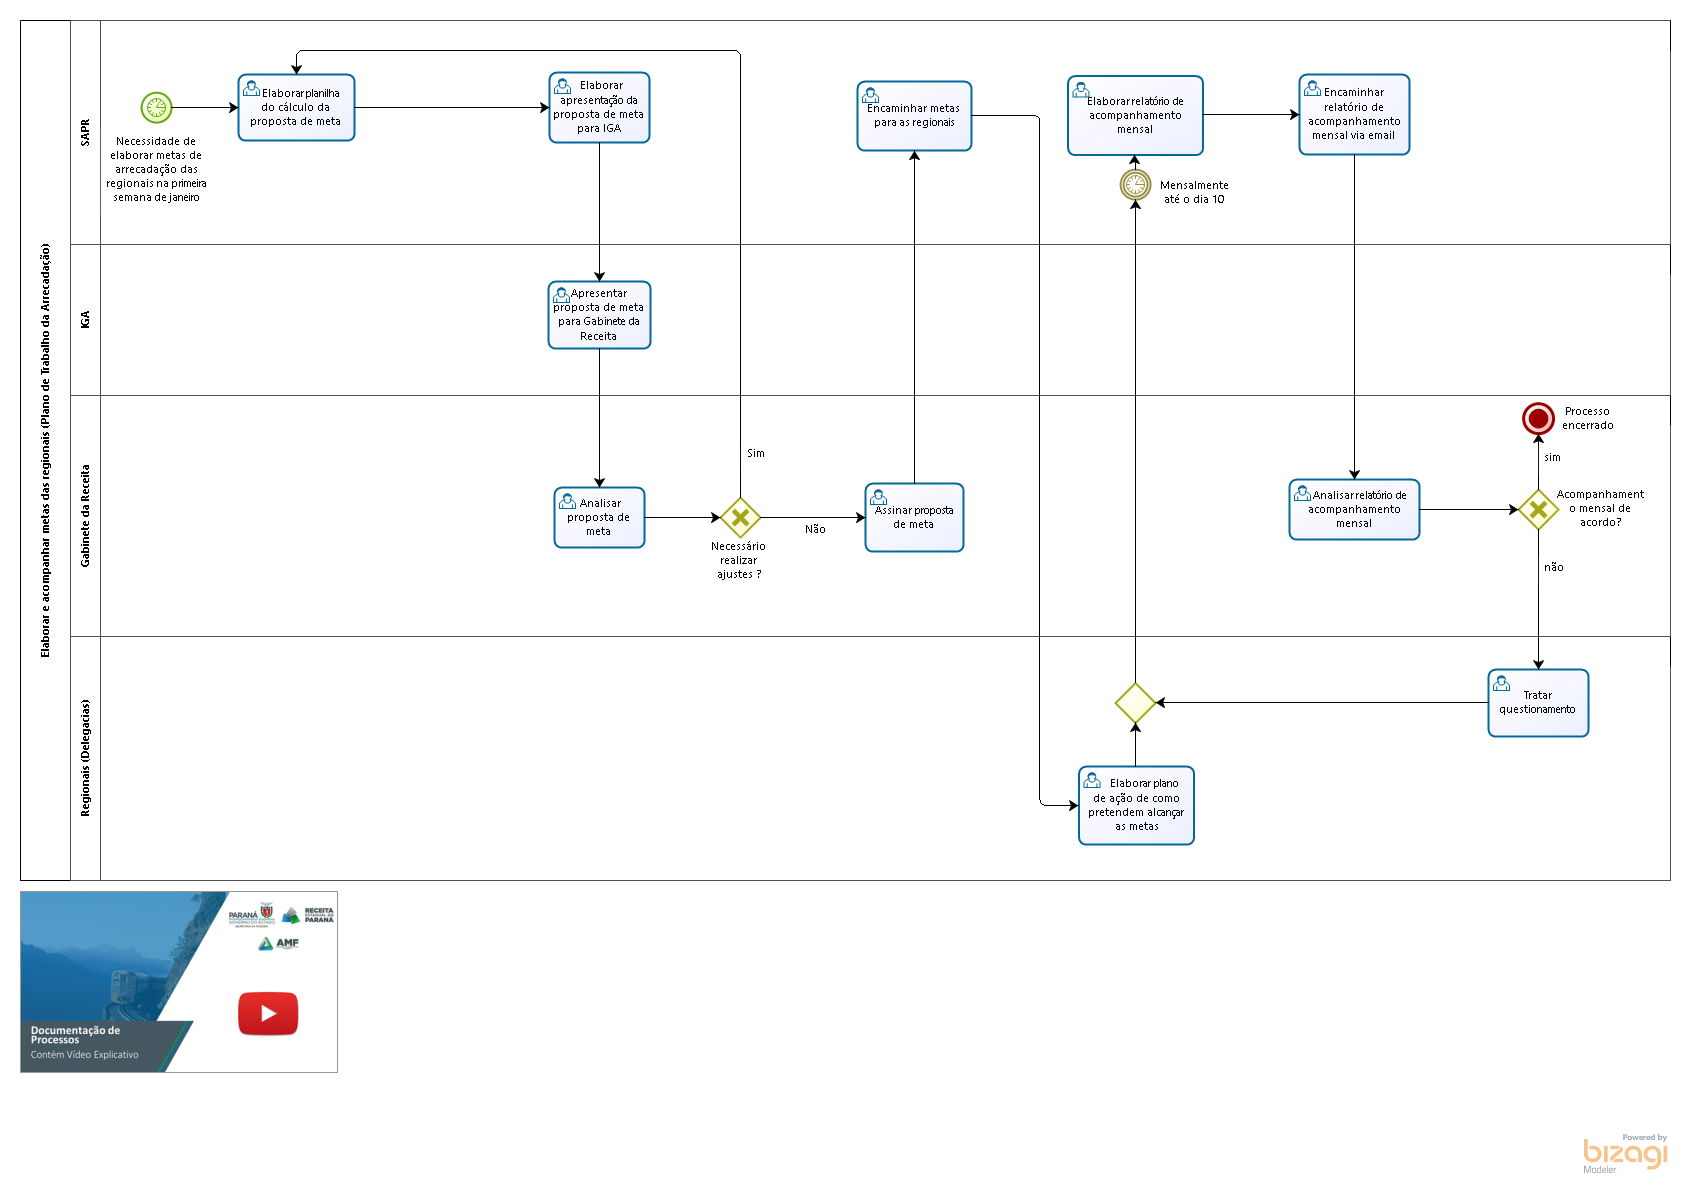 Elaborar e acompanhar metas das regionais (Plano de Trabalho da Arrecadação)
SAPR
Necessidade de
elaborar metas de
arrecadação das
regionais na primeira
semana de janeiro
Elaborar planilha
do cálculo da
proposta de meta
Elaborar
apresentação da
proposta de meta
para IGA
Encaminhar metas
para as regionais
Elaborar relatório de
acompanhamento
mensal
Mensalmente
até o dia 10
Encaminhar
relatório de
acompanhamento
mensal via email
IGA
Apresentar
proposta de meta
para Gabinete da
Receita
Gabinete da Receita
Analisar
proposta de
meta
Sim
Necessário
realizar
ajustes ?
Não
Assinar proposta
de meta
Analisar relatório de
acompanhamento
mensal
Acompanhament
o mensal de
acordo?
sim
Processo
encerrado
não
Regionais (Delegacias)
Tratar
questionamento
Elaborar plano
de ação de como
pretendem alcançar
as metas
PARANÁ
GOVERNO DO ESTADO
SECRETARIA DA FAZENDA
RECEITA
ESTADUAL DO
PARANÁ
AMF
Documentação de
Processos
Contém Vídeo Explicativo
Powered by
bizagi
Modeler